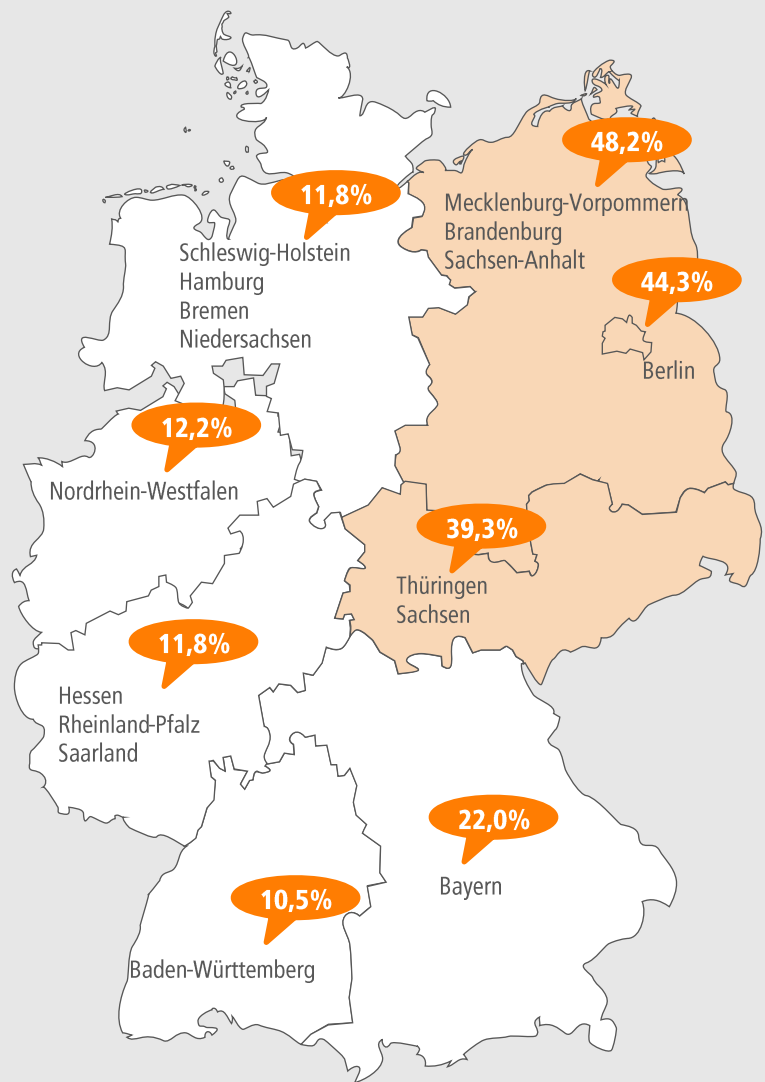 48,2%
Mecklenburg-Vorpommern
Brandenburg
Sachsen-Anhalt
11,8%
Schleswig-Holstein
Hamburg
Bremen
Niedersachsen
44,3%
Berlin
12,2%
Nordrhein-Westfalen
39,3%
Thüringen
Sachsen
11,8%
Hessen
Rheinland-Pfalz
Saarland
22,0%
Bayern
10,5%
Baden-Württemberg